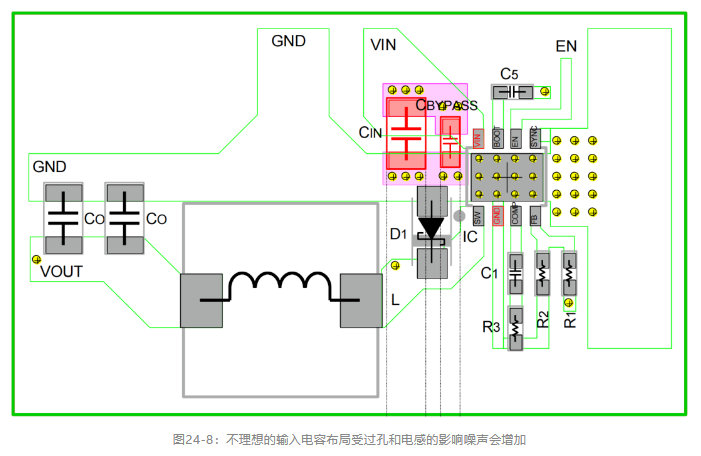 GND
VIN
EN
C5
CBYPASS
CIN
VIN
BOOT
EN
SYNC
GND
CO
CO
D1
SW
GND
COMP
FB
IC
VOUT
L
C1
R3
R2
R1
图24-8：不理想的输入电容布局受过孔和电感的影响噪声会增加